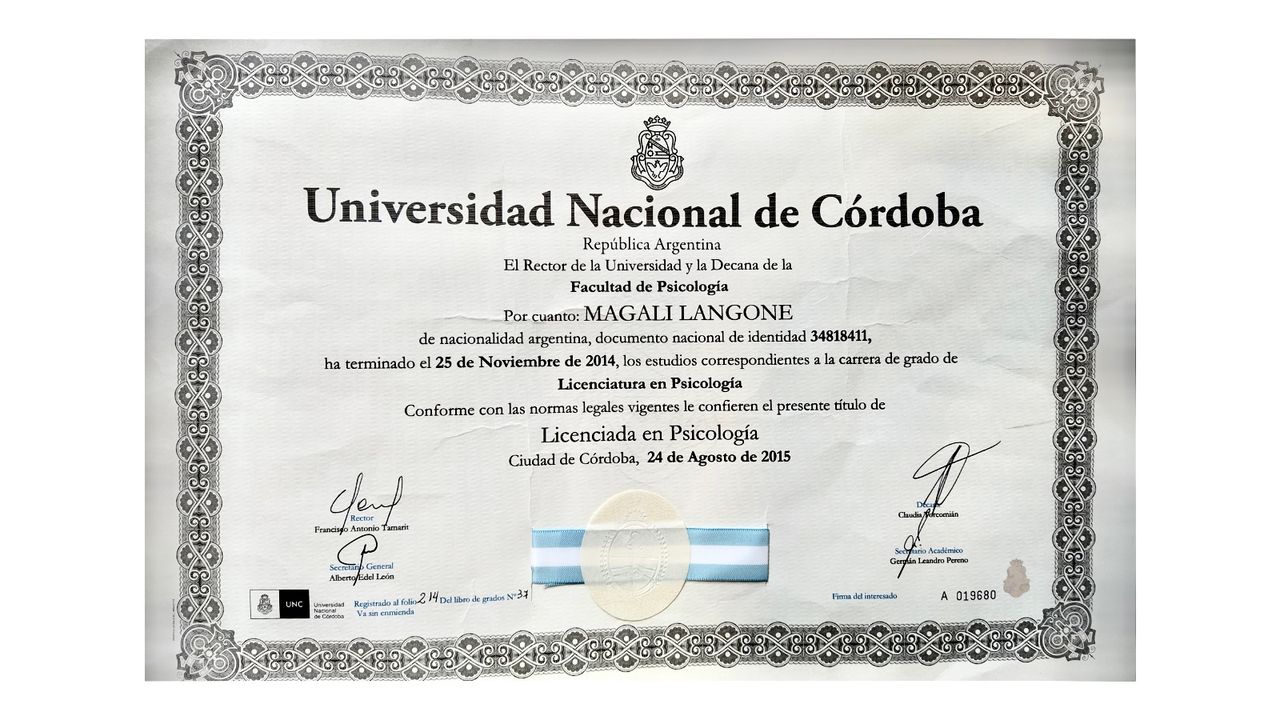 Universidad Nacional de Córdoba
República Argentina
El Rector de la Universidad y la Decana de la
Facultad de Psicología
Por cuanto: MAGALI LANGONE
de nacionalidad argentina, documento nacional de identidad 34818411,
ha terminado el 25 de Noviembre de 2014, los estudios correspondientes a la carrera de grado de
Licenciatura en Psicología
Conforme con las normas legales vigentes le confieren el presente título de
Licenciada en Psicología
Ciudad de Córdoba, 24 de Agosto de 2015
Rector
Francisco Antonio Tamarit
Secretario General
Alberto Edel León
Decana
Claudia Torcomián
Secretario Académico
Germán Leandro Pereno
UNC
Universidad
Nacional
de Córdoba
Registrado al folio 214 Del libro de grados Nº 37
Va sin enmienda
Firma del interesado
A 019680